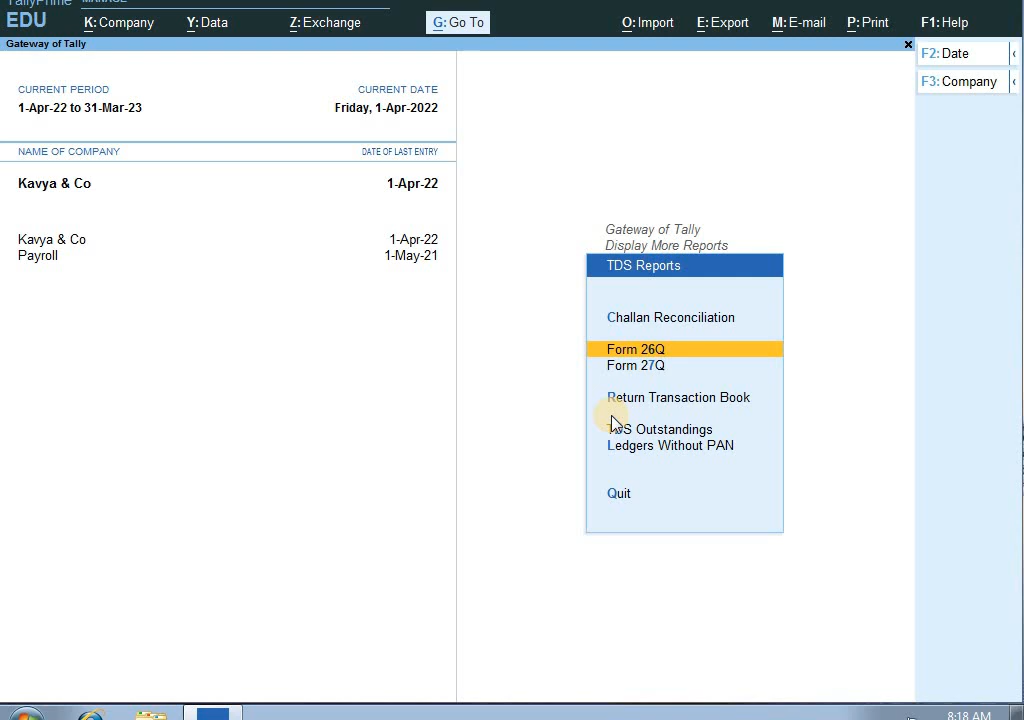 TallyPrime
MANAGE
EDU
K: Company
Y: Data
Z: Exchange
G: Go To
O: Import
E: Export
M: E-mail
P: Print
F1: Help
Gateway of Tally
F2: Date
F3: Company
CURRENT PERIOD
CURRENT DATE
1-Apr-22 to 31-Mar-23
Friday, 1-Apr-2022
NAME OF COMPANY
DATE OF LAST ENTRY
Kavya & Co
1-Apr-22
Kavya & Co
1-Apr-22
Payroll
1-May-21
Gateway of Tally
Display More Reports
TDS Reports
Challan Reconciliation
Form 26Q
Form 27Q
Return Transaction Book
TDS Outstandings
Ledgers Without PAN
Quit
8:18 AM